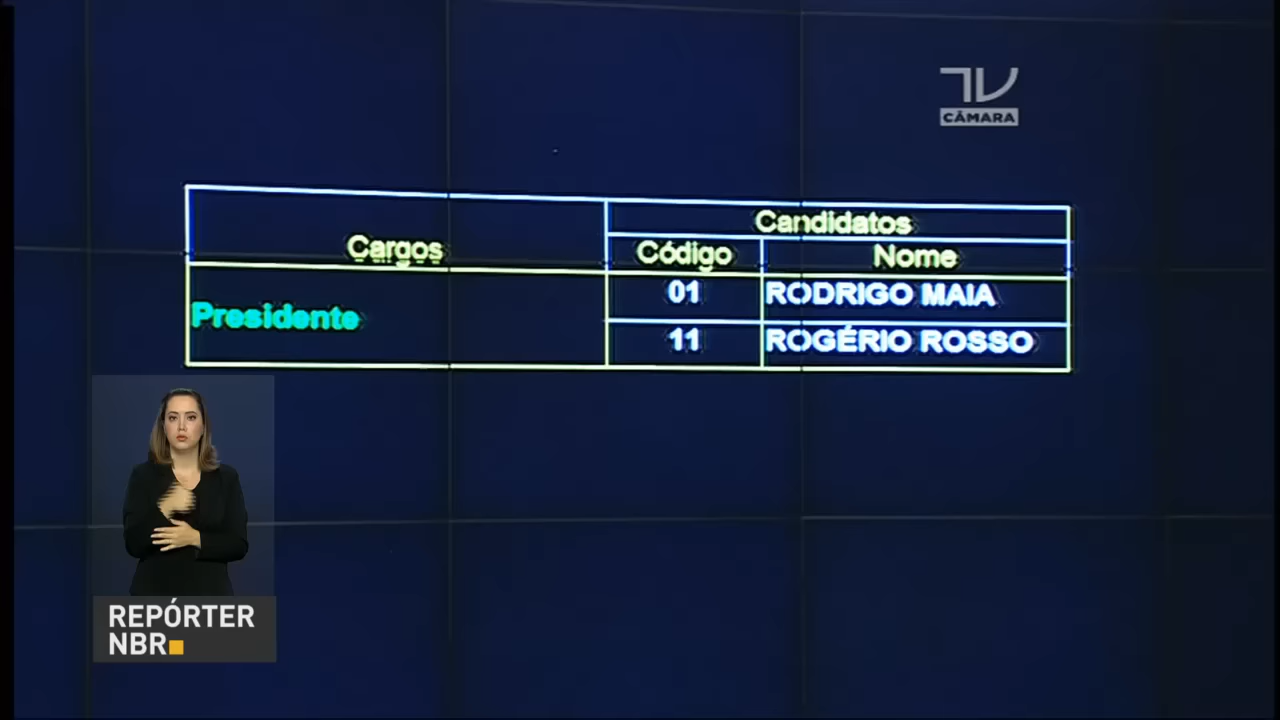 TV
CÂMARA
Candidatos
Cargos
Código
Nome
Presidente
01
RODRIGO MAIA
11
ROGÉRIO ROSSO
REPÓRTER
NBR